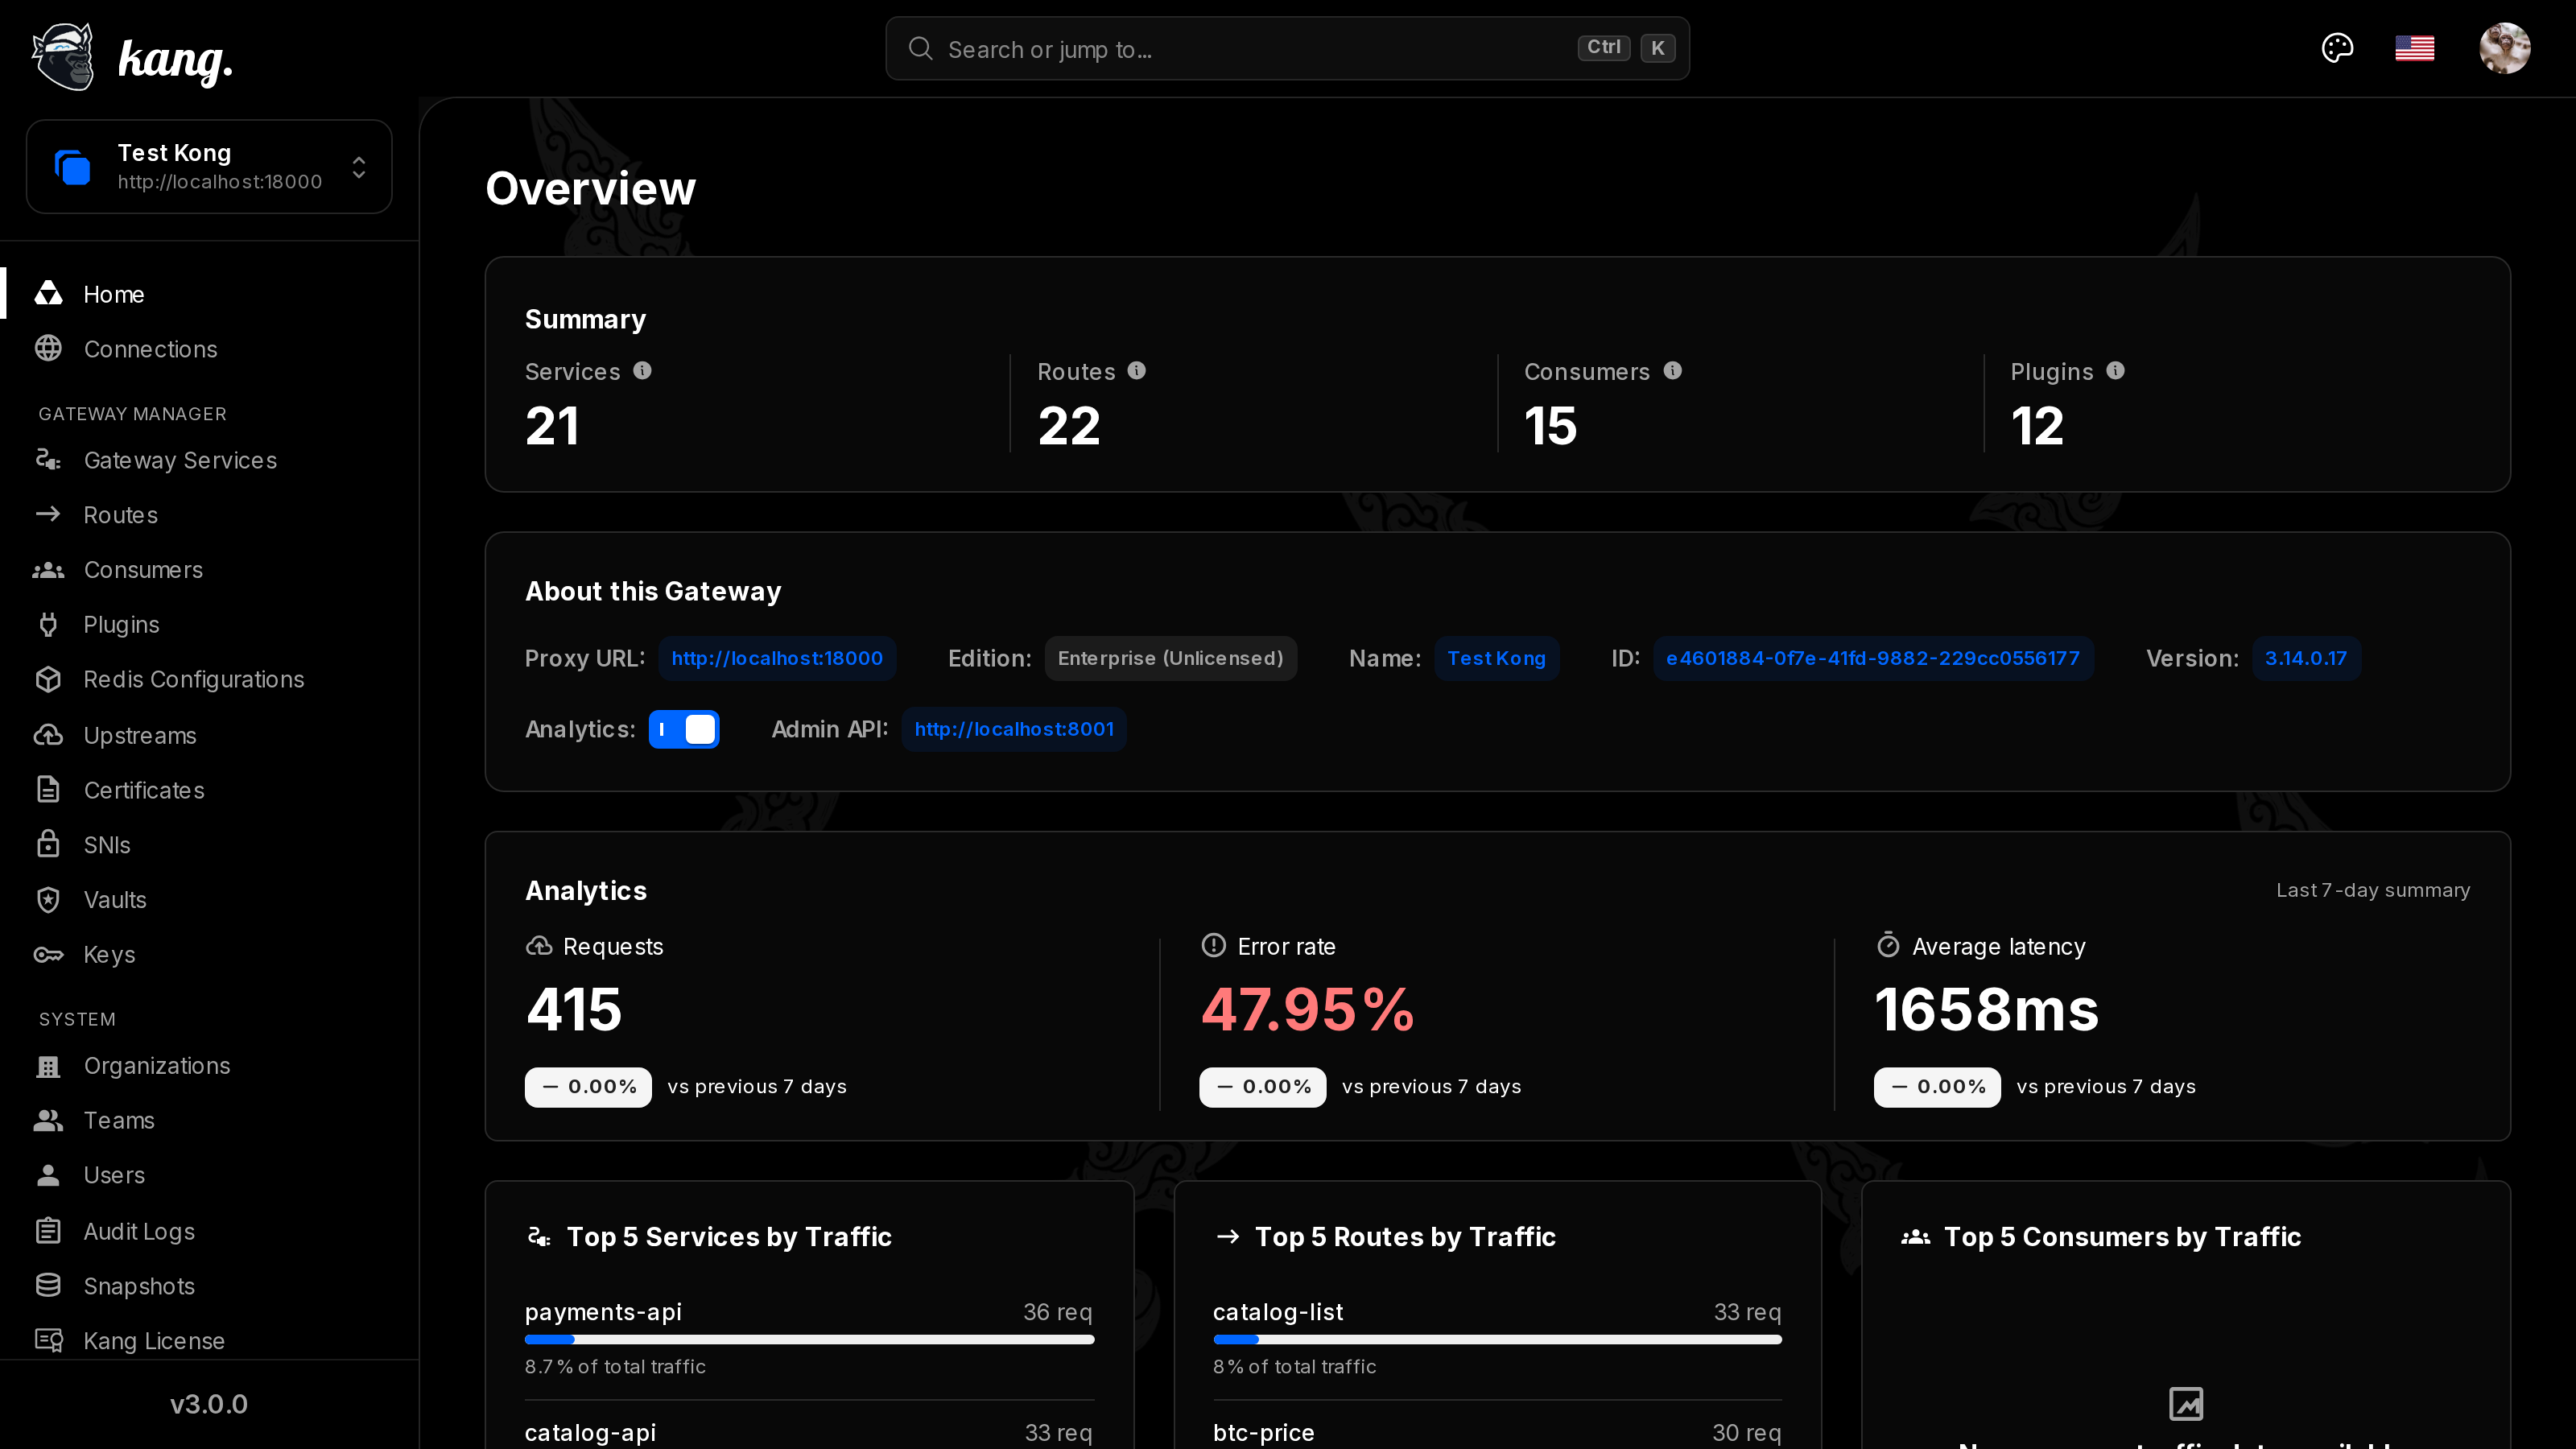 kang.
Search or jump to...
Ctrl K
Test Kong
http://localhost:18000
Home
Connections
GATEWAY MANAGER
Gateway Services
Routes
Consumers
Plugins
Redis Configurations
Upstreams
Certificates
SNIs
Vaults
Keys
SYSTEM
Organizations
Teams
Users
Audit Logs
Snapshots
Kang License
v3.0.0
Overview
Summary
Services
21
Routes
22
Consumers
15
Plugins
12
About this Gateway
Proxy URL: http://localhost:18000 Edition: Enterprise (Unlicensed) Name: Test Kong ID: e4601884-0f7e-41fd-9882-229cc0556177 Version: 3.14.0.17
Analytics: Admin API: http://localhost:8001
Analytics
Last 7-day summary
Requests
415
0.00% vs previous 7 days
Error rate
47.95%
0.00% vs previous 7 days
Average latency
1658ms
0.00% vs previous 7 days
Top 5 Services by Traffic
payments-api 36 req
8.7% of total traffic
catalog-api 33 req
Top 5 Routes by Traffic
catalog-list 33 req
8% of total traffic
btc-price 30 req
Top 5 Consumers by Traffic